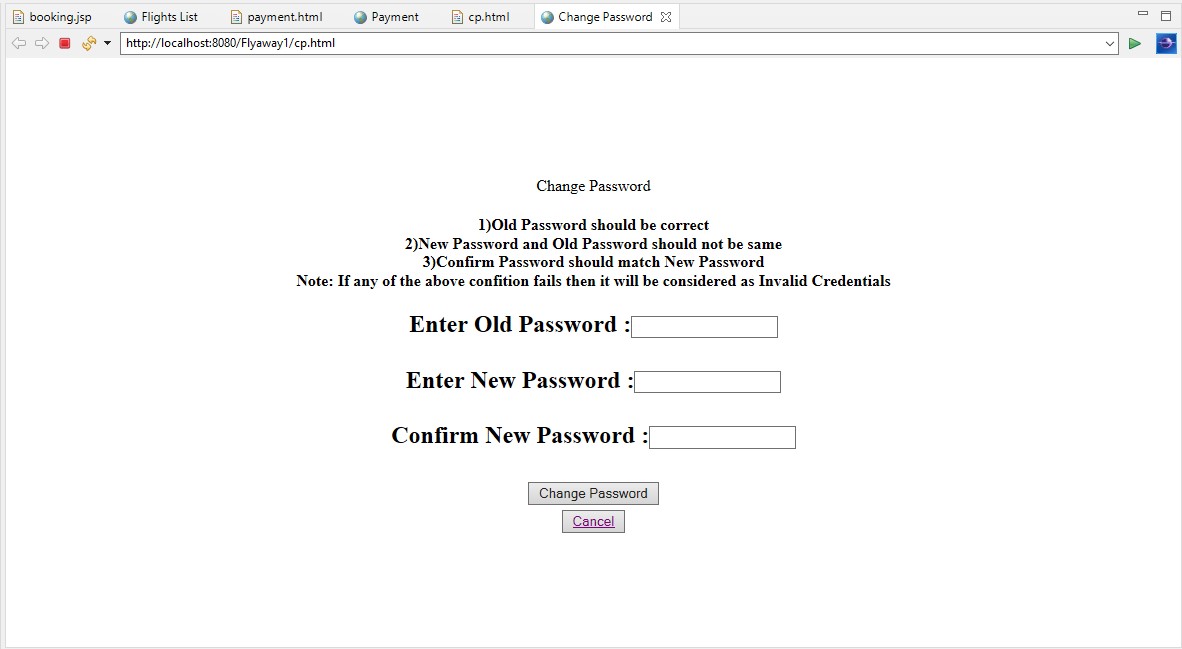 booking.jsp Flights List payment.html Payment cp.html Change Password
http://localhost:8080/Flyaway1/cp.html
Change Password
1)Old Password should be correct
2)New Password and Old Password should not be same
3)Confirm Password should match New Password
Note: If any of the above confition fails then it will be considered as Invalid Credentials
Enter Old Password :
Enter New Password :
Confirm New Password :
Change Password
Cancel